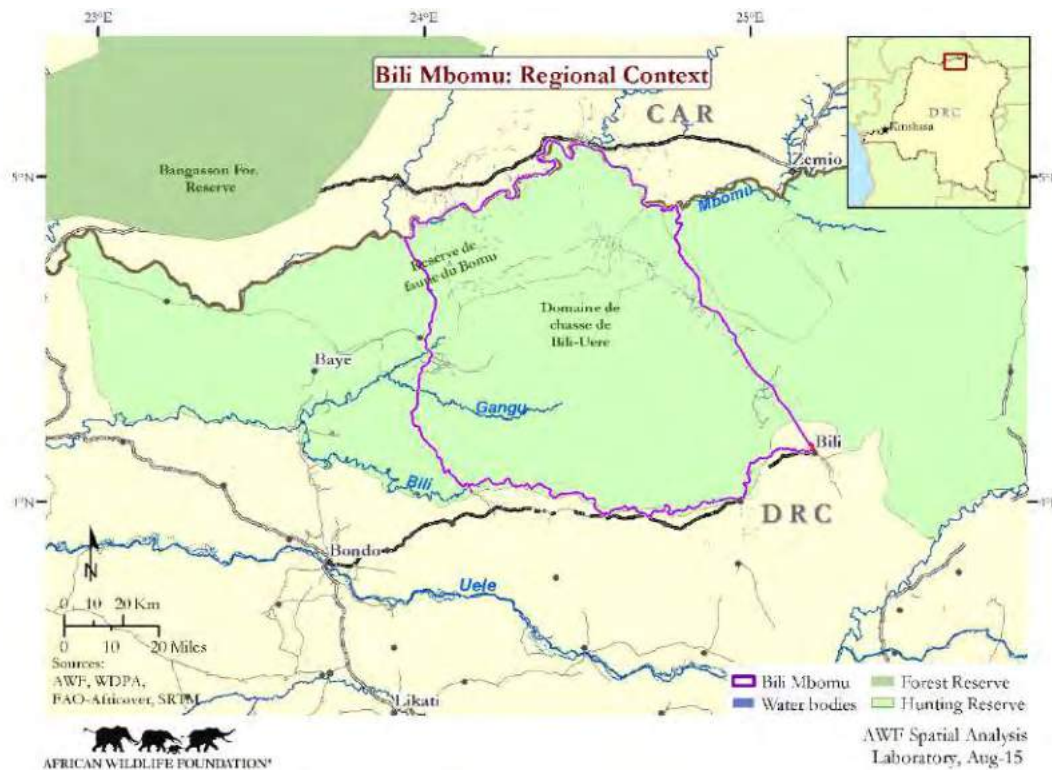 23°E
24°E
25°E
Bili Mbomu: Regional Context
CAR
DRC
Kinshasa
Bangasson For.
Reserve
Zemio
5°N
5°N
Mbomu
Reserve de
faune du Bomu
Domaine de
chasse de
Bili-Uere
Baye
Gangu
Bili
Bili
4°N
4°N
DRC
Bondo
N
Uele
0 10 20 Km
0 10 20 Miles
Sources:
AWF, WDPA,
FAO-Africover, SRTM
Likati
Bili Mbomu
Forest Reserve
Water bodies
Hunting Reserve
AWF Spatial Analysis
Laboratory, Aug-15
AFRICAN WILDLIFE FOUNDATION®